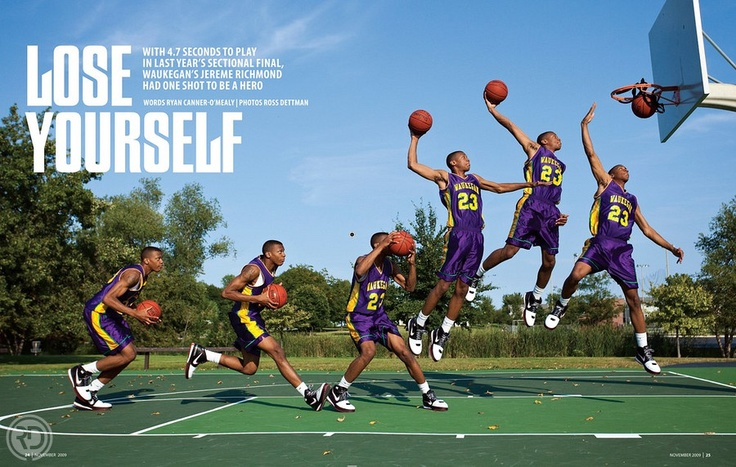 LOSE
YOURSELF
WITH 4.7 SECONDS TO PLAY
IN LAST YEAR'S SECTIONAL FINAL,
WAUKEGAN'S JEREME RICHMOND
HAD ONE SHOT TO BE A HERO
WORDS RYAN CANNER-O'MEALY | PHOTOS ROSS DETTMAN
23
WAUKEGAN
23
WAUKEGAN
23
WAUKEGAN
23
RD
24 | NOVEMBER 2009
NOVEMBER 2009 | 25